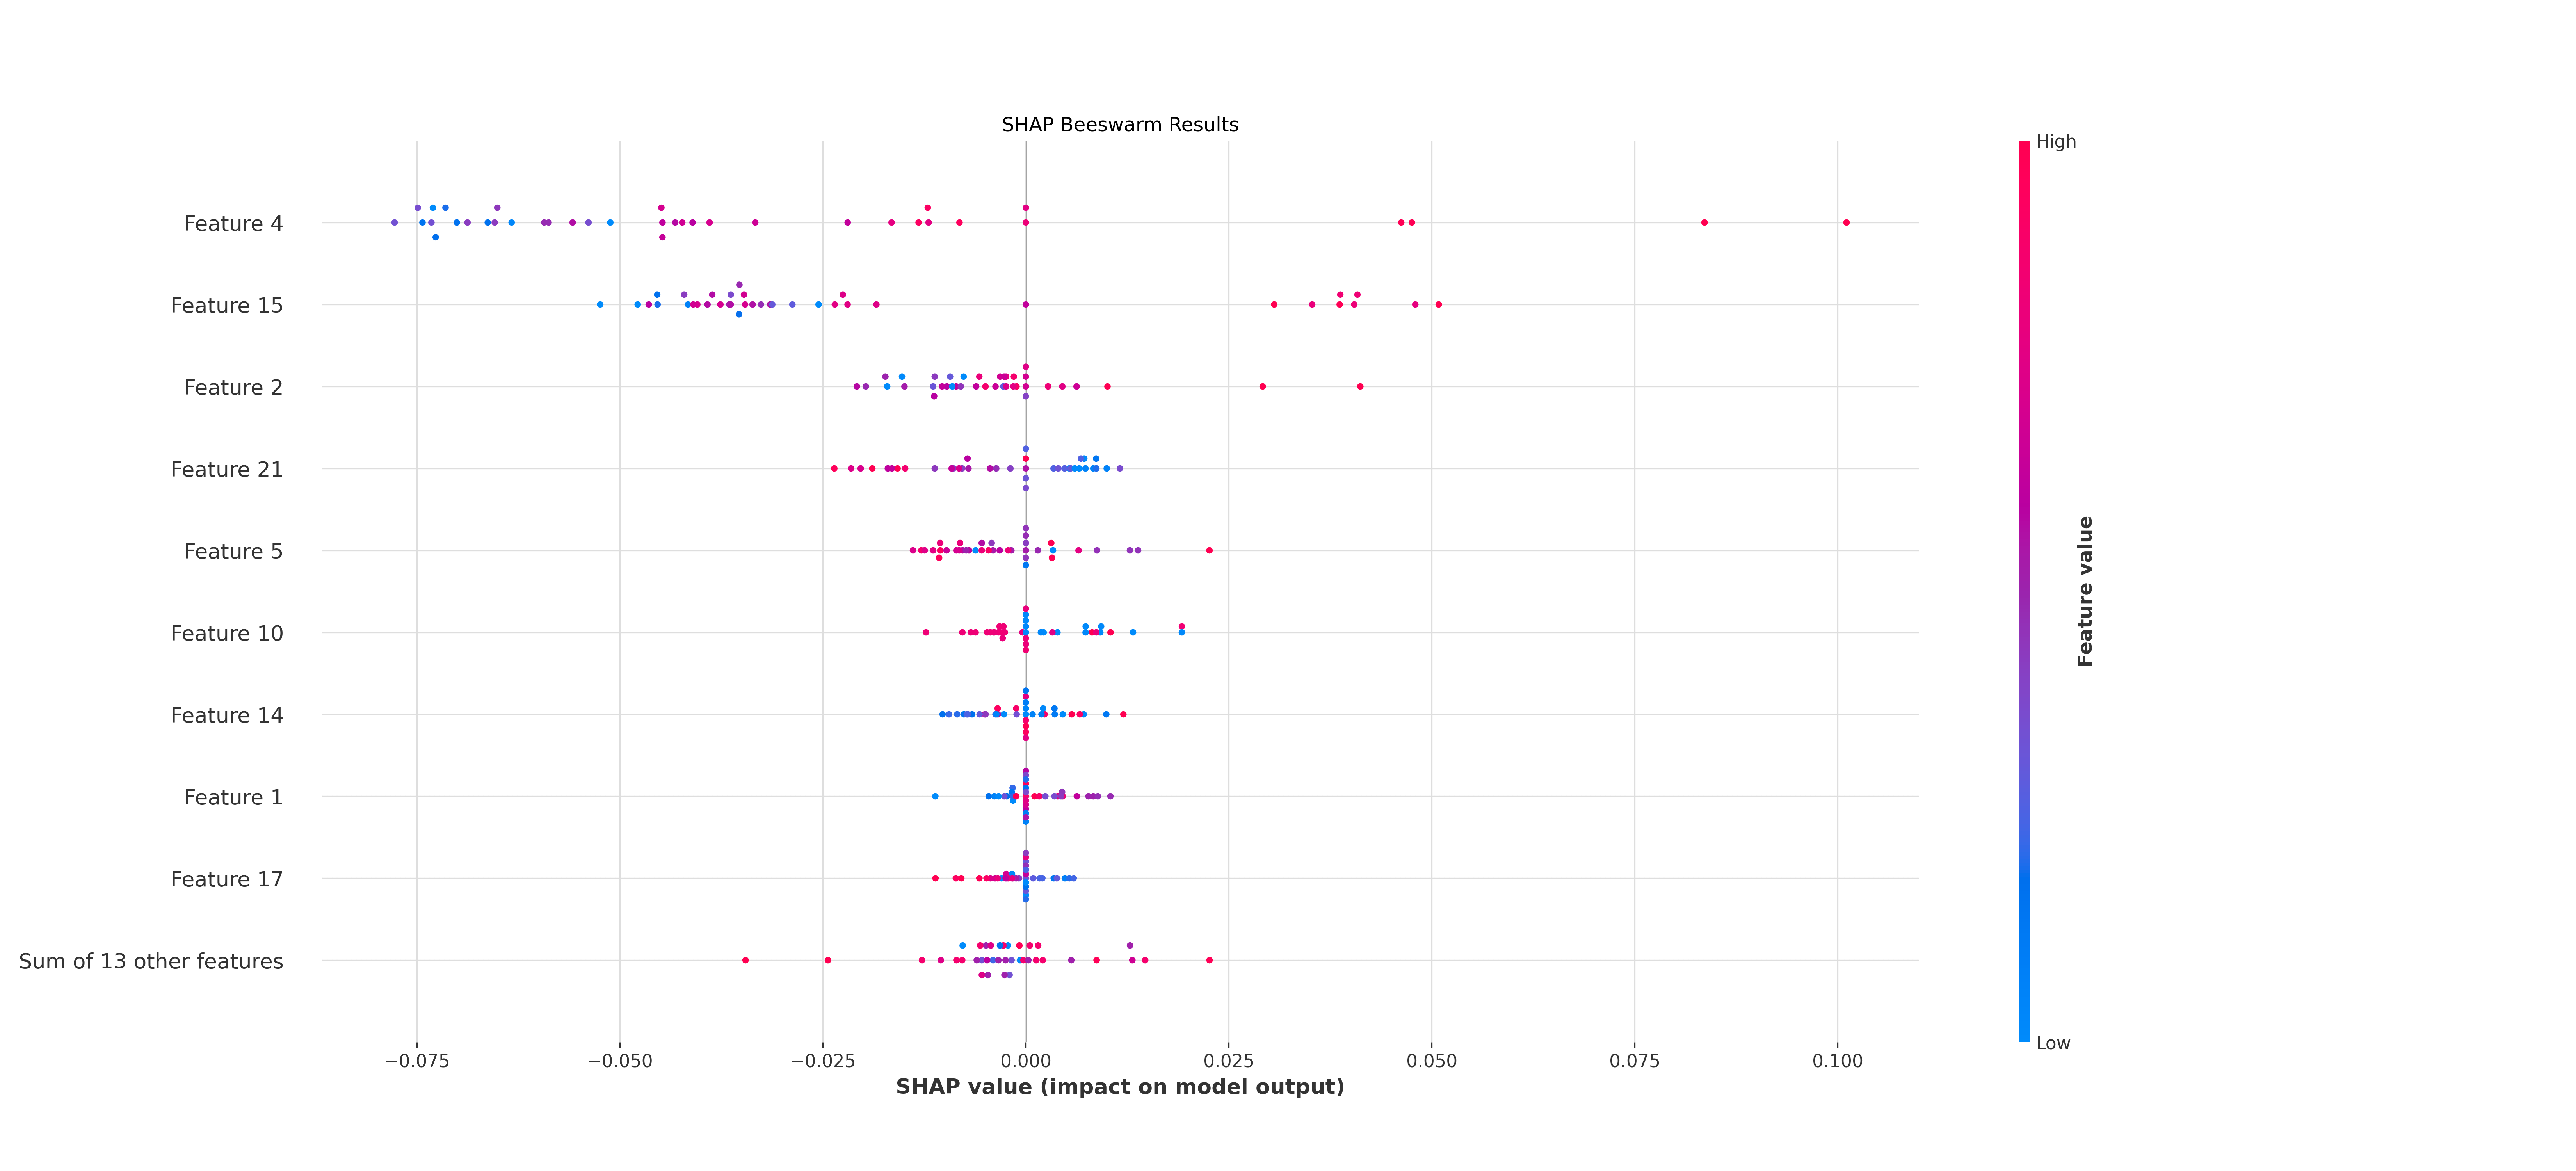 SHAP Beeswarm Results
High
Feature 4
Feature 15
Feature 2
Feature 21
Feature 5
Feature 10
Feature 14
Feature 1
Feature 17
Sum of 13 other features
Feature value
Low
−0.075 −0.050 −0.025 0.000 0.025 0.050 0.075 0.100
SHAP value (impact on model output)